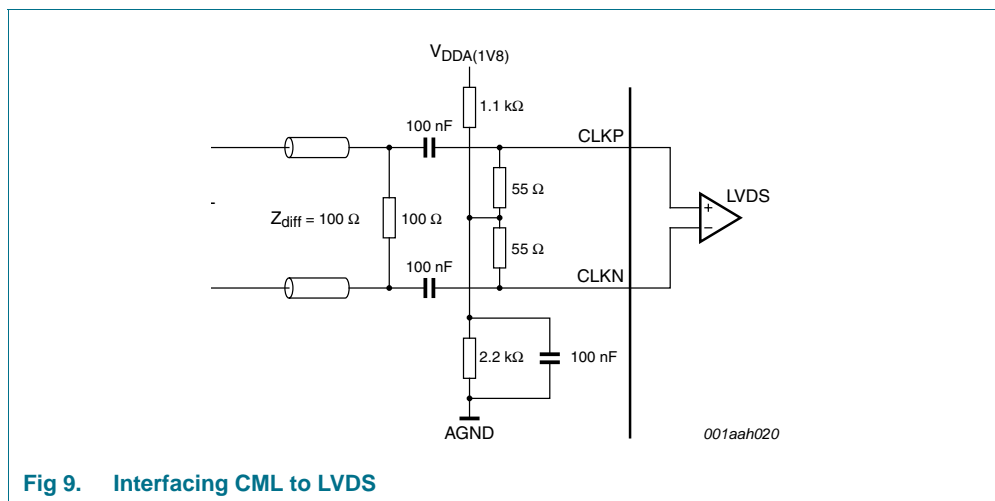 VDDA(1V8)
1.1 kΩ
100 nF
CLKP
55 Ω
LVDS
+
−
Zdiff = 100 Ω
100 Ω
55 Ω
100 nF
CLKN
2.2 kΩ
100 nF
AGND
001aah020
Fig 9. Interfacing CML to LVDS